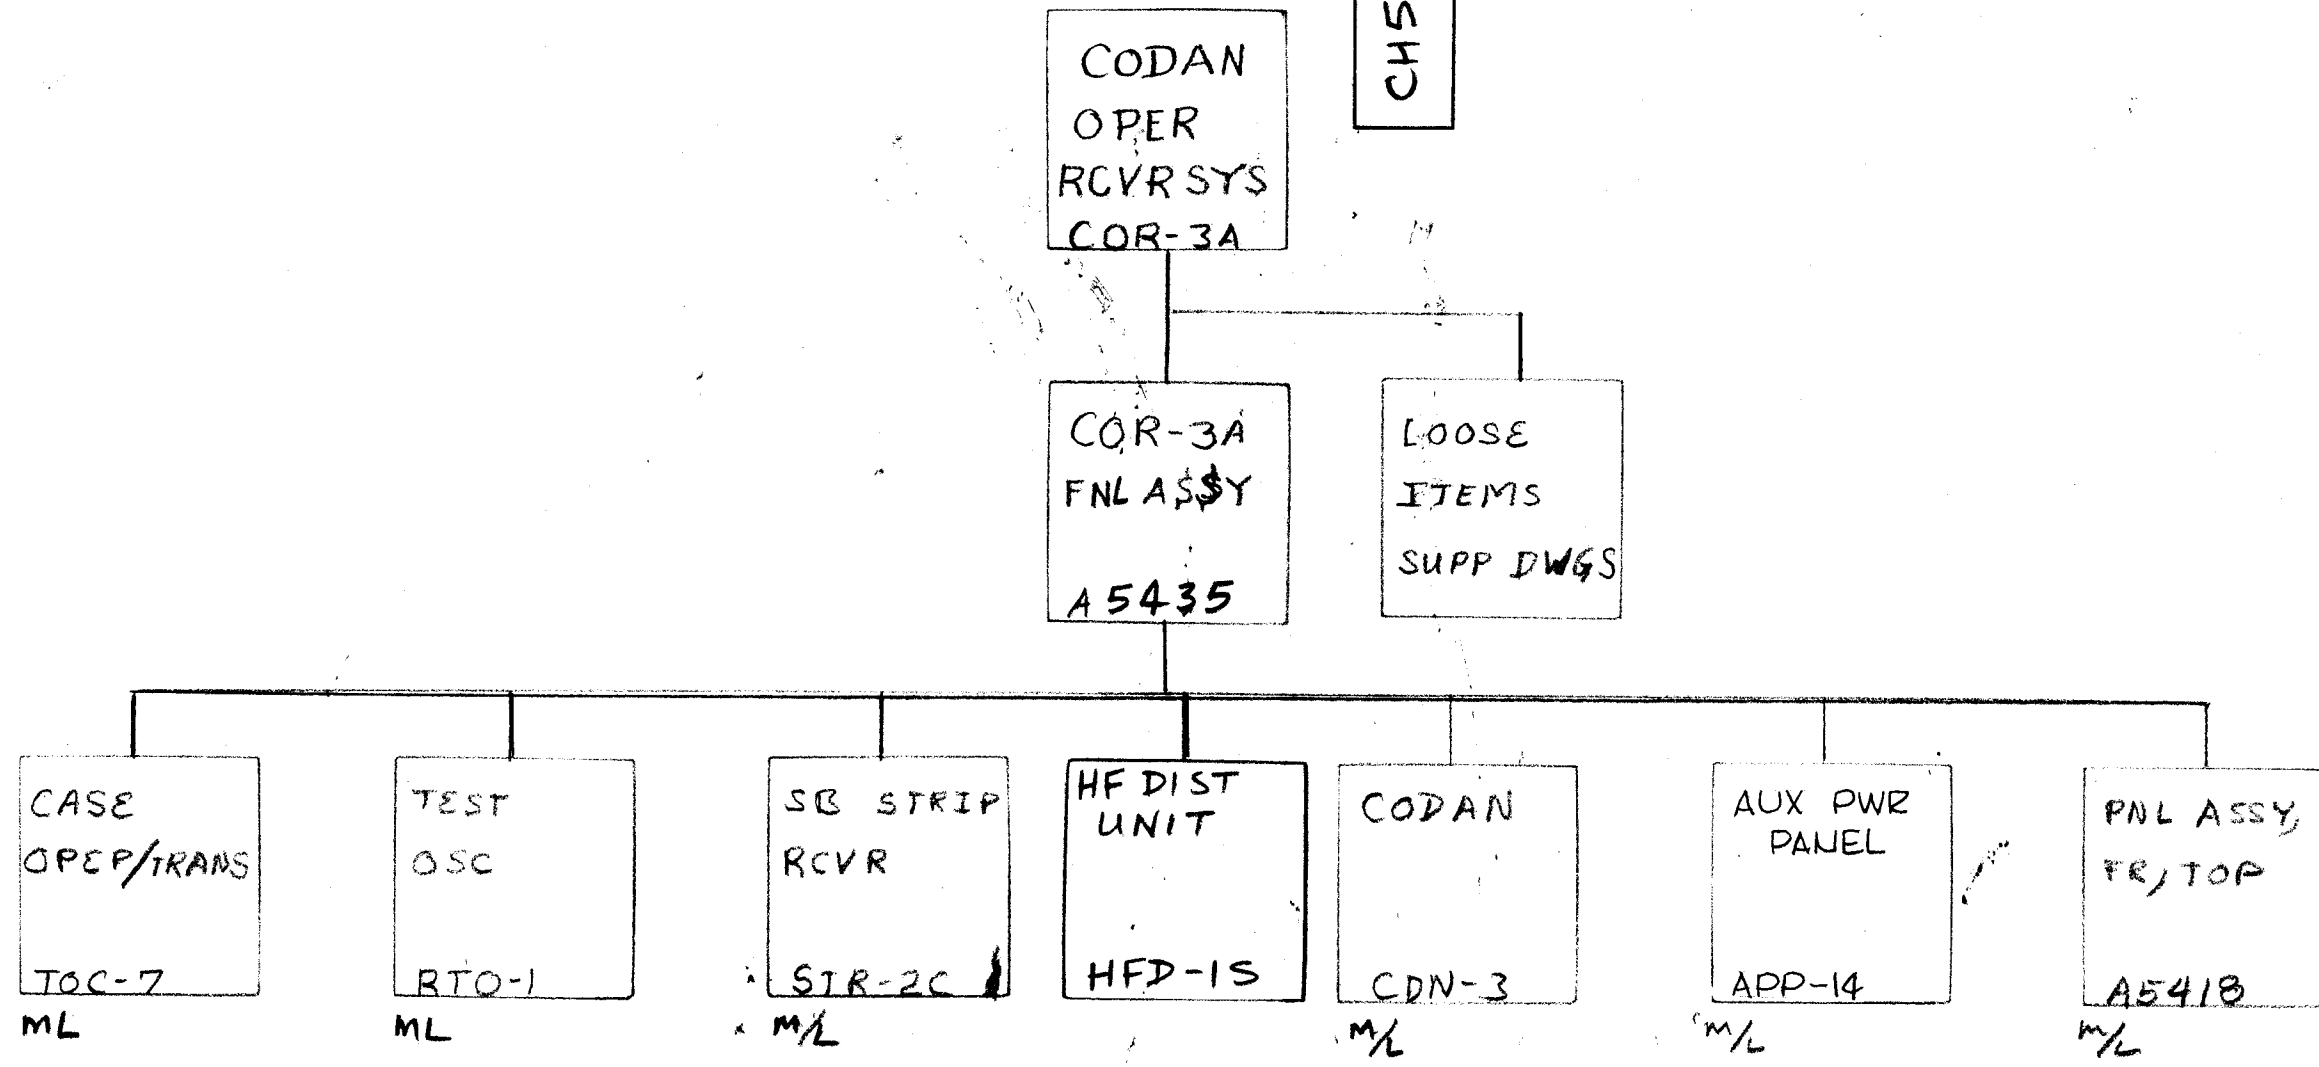 CODAN
OPER
RCVR SYS
COR-3A
CH5
COR-3A
FNL ASSY
A5435
LOOSE
ITEMS
SUPP DWGS
CASE
OPEP/TRANS
TOC-7
ML
TEST
OSC
RTO-1
ML
SB STRIP
RCVR
STR-2C
M/L
HF DIST
UNIT
HFD-1S
CODAN
CDN-3
M/L
AUX PWR
PANEL
APP-14
M/L
PNL ASSY,
FR, TOP
A5418
M/L